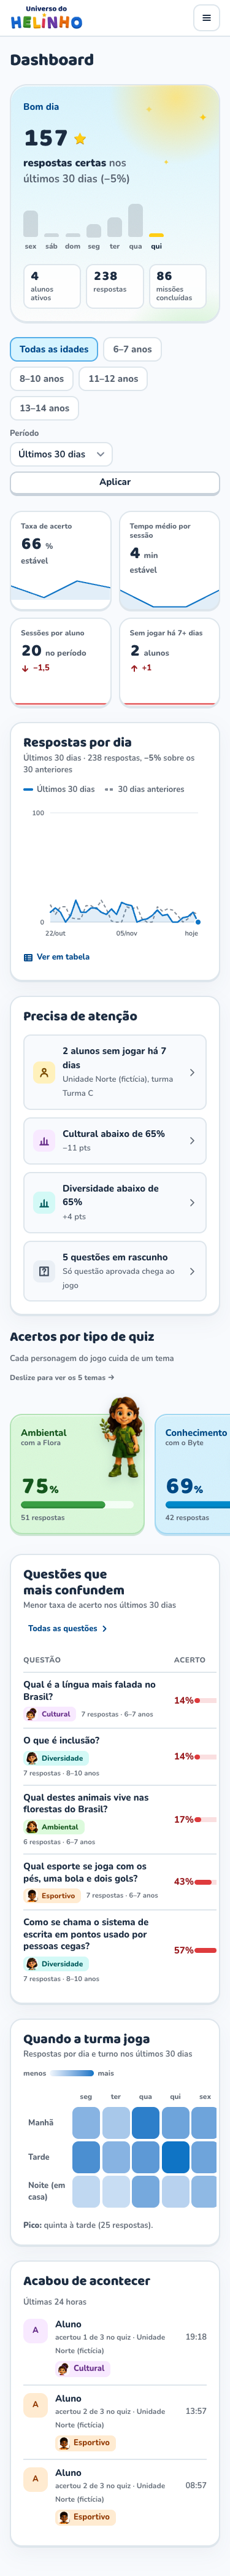 Universo do
HELINHO
Dashboard
Bom dia
157
respostas certas nos
últimos 30 dias (−5%)
sex sáb dom seg ter qua qui
4 alunos ativos
238 respostas
86 missões concluídas
Todas as idades
6–7 anos
8–10 anos
11–12 anos
13–14 anos
Período
Últimos 30 dias
Aplicar
Taxa de acerto
66 %
estável
Tempo médio por sessão
4 min
estável
Sessões por aluno
20 no período
−1,5
Sem jogar há 7+ dias
2 alunos
+1
Respostas por dia
Últimos 30 dias · 238 respostas, −5% sobre os
30 anteriores
Últimos 30 dias 30 dias anteriores
100
0
22/out 05/nov hoje
Ver em tabela
Precisa de atenção
2 alunos sem jogar há 7
dias
Unidade Norte (fictícia), turma
Turma C
Cultural abaixo de 65%
−11 pts
Diversidade abaixo de
65%
+4 pts
5 questões em rascunho
Só questão aprovada chega ao
jogo
Acertos por tipo de quiz
Cada personagem do jogo cuida de um tema
Deslize para ver os 5 temas →
Ambiental
com a Flora
75%
51 respostas
Conhecimento
com o Byte
69%
42 respostas
Questões que
mais confundem
Menor taxa de acerto nos últimos 30 dias
Todas as questões
QUESTÃO ACERTO
Qual é a língua mais falada no
Brasil?
14%
Cultural 7 respostas · 6–7 anos
O que é inclusão?
14%
Diversidade
7 respostas · 8–10 anos
Qual destes animais vive nas
florestas do Brasil?
17%
Ambiental
6 respostas · 6–7 anos
Qual esporte se joga com os
pés, uma bola e dois gols?
43%
Esportivo 7 respostas · 6–7 anos
Como se chama o sistema de
escrita em pontos usado por
pessoas cegas?
57%
Diversidade
7 respostas · 8–10 anos
Quando a turma joga
Respostas por dia e turno nos últimos 30 dias
menos mais
seg ter qua qui sex
Manhã
Tarde
Noite (em
casa)
Pico: quinta à tarde (25 respostas).
Acabou de acontecer
Últimas 24 horas
A
Aluno
acertou 1 de 3 no quiz · Unidade
Norte (fictícia)
19:18
Cultural
A
Aluno
acertou 2 de 3 no quiz · Unidade
Norte (fictícia)
13:57
Esportivo
A
Aluno
acertou 2 de 3 no quiz · Unidade
Norte (fictícia)
08:57
Esportivo